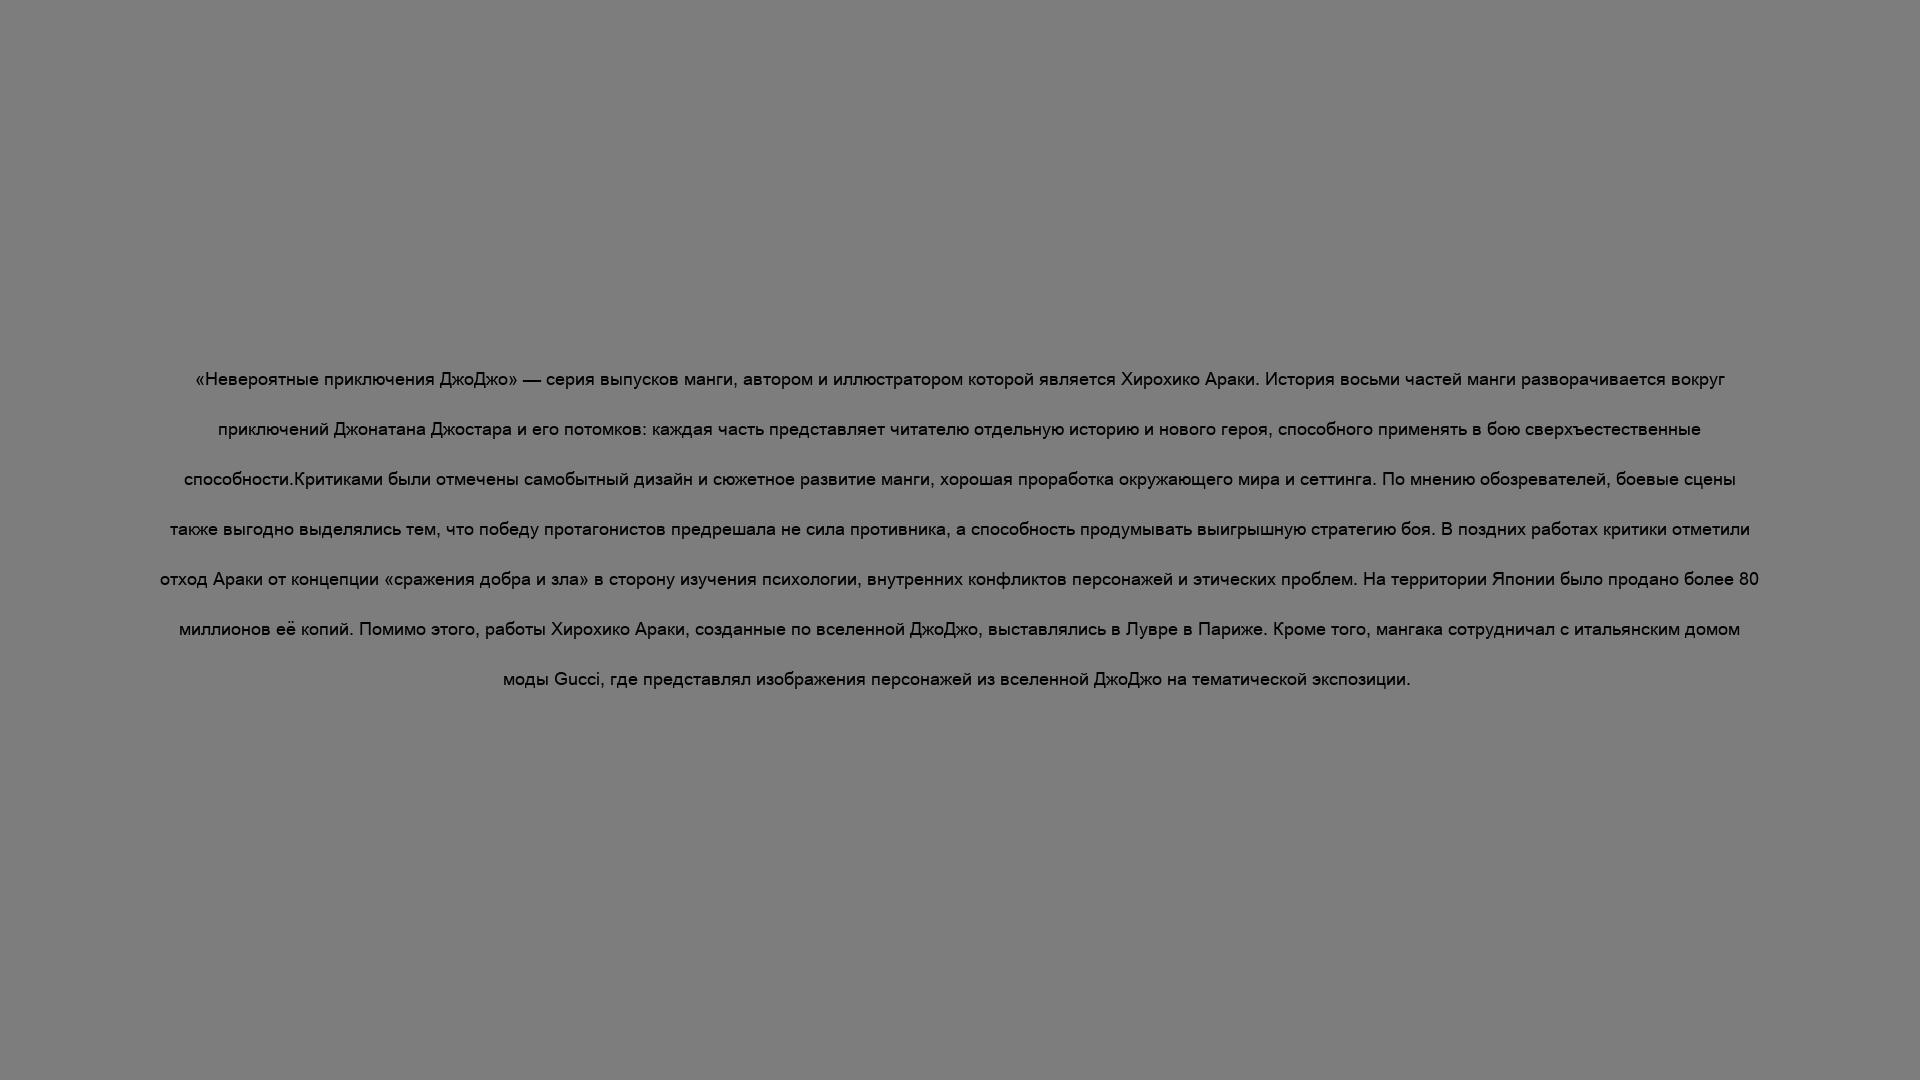 «Невероятные приключения ДжоДжо» — серия выпусков манги, автором и иллюстратором которой является Хирохико Араки. История восьми частей манги разворачивается вокруг
приключений Джонатана Джостара и его потомков: каждая часть представляет читателю отдельную историю и нового героя, способного применять в бою сверхъестественные
способности.Критиками были отмечены самобытный дизайн и сюжетное развитие манги, хорошая проработка окружающего мира и сеттинга. По мнению обозревателей, боевые сцены
также выгодно выделялись тем, что победу протагонистов предрешала не сила противника, а способность продумывать выигрышную стратегию боя. В поздних работах критики отметили
отход Араки от концепции «сражения добра и зла» в сторону изучения психологии, внутренних конфликтов персонажей и этических проблем. На территории Японии было продано более 80
миллионов её копий. Помимо этого, работы Хирохико Араки, созданные по вселенной ДжоДжо, выставлялись в Лувре в Париже. Кроме того, мангака сотрудничал с итальянским домом
моды Gucci, где представлял изображения персонажей из вселенной ДжоДжо на тематической экспозиции.